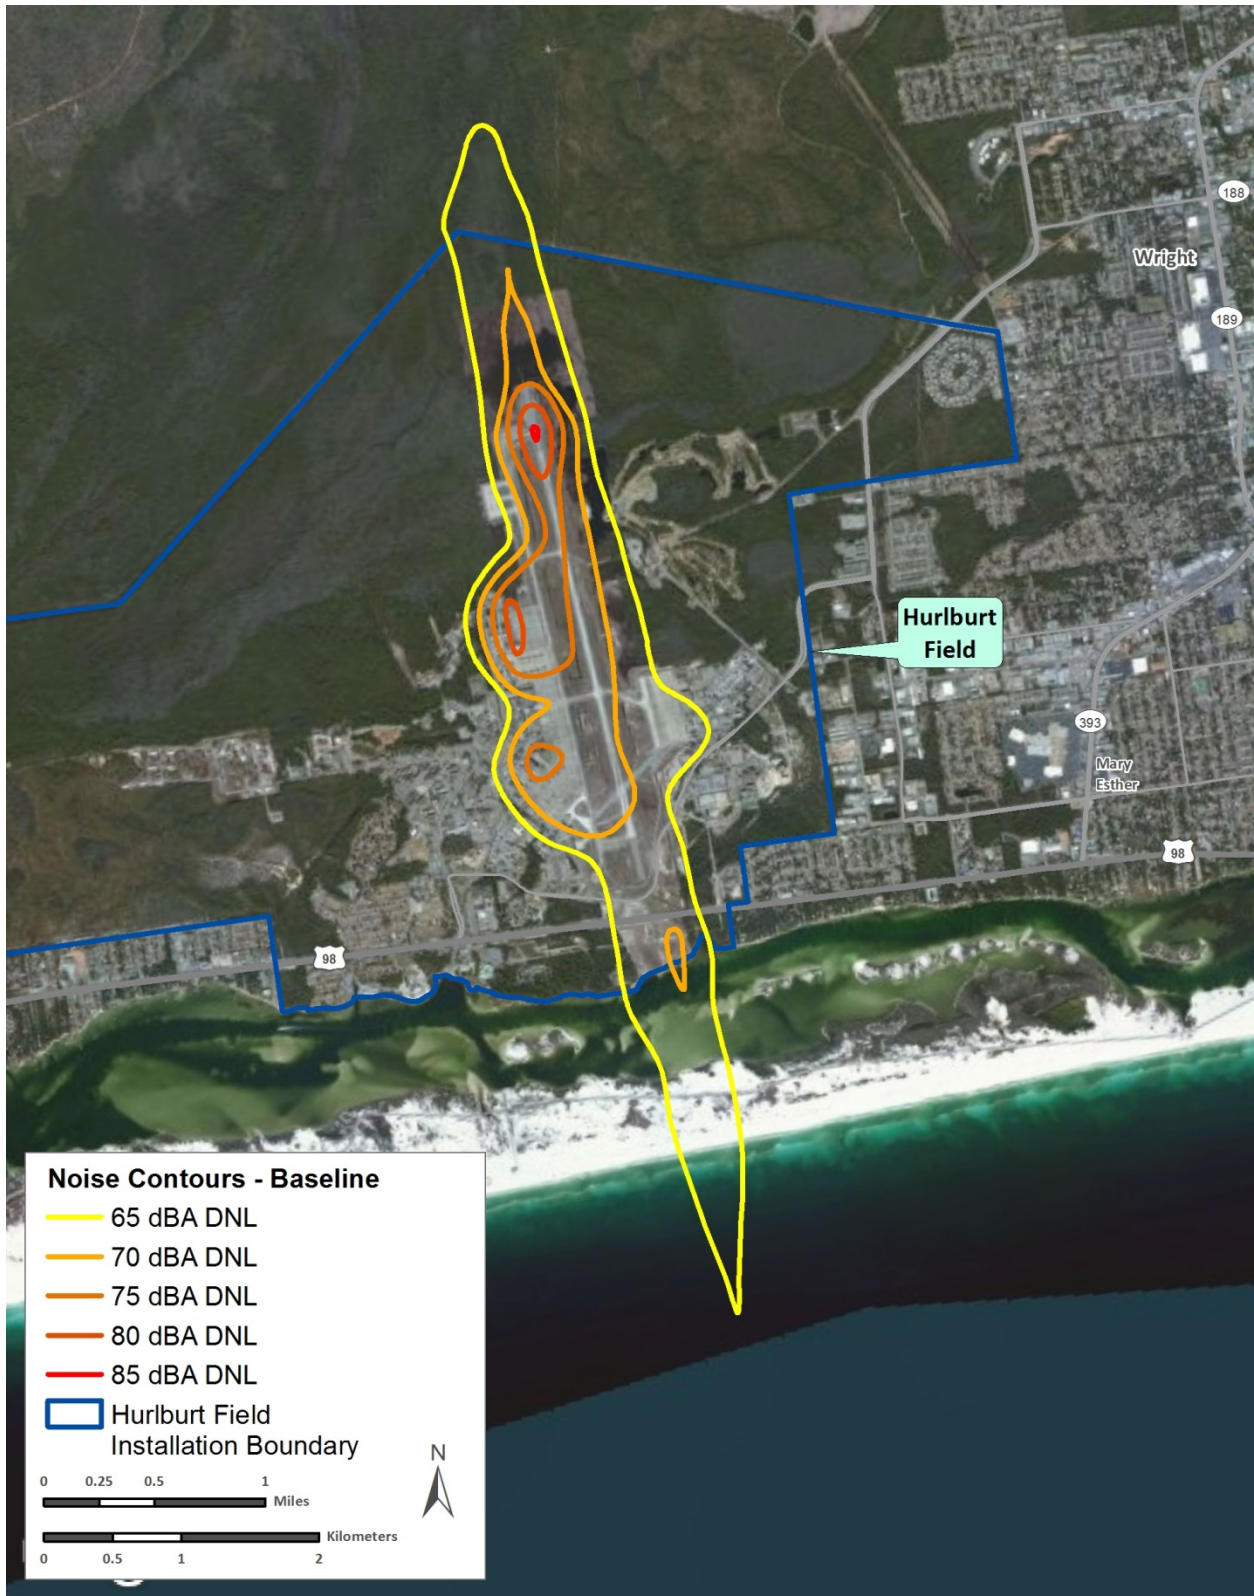 188
Wright
189
Hurlburt
Field
393
Mary
Esther
98
98
Noise Contours - Baseline
65 dBA DNL
70 dBA DNL
75 dBA DNL
80 dBA DNL
85 dBA DNL
Hurlburt Field
Installation Boundary
N
0 0.25 0.5 1
Miles
Kilometers
0 0.5 1 2